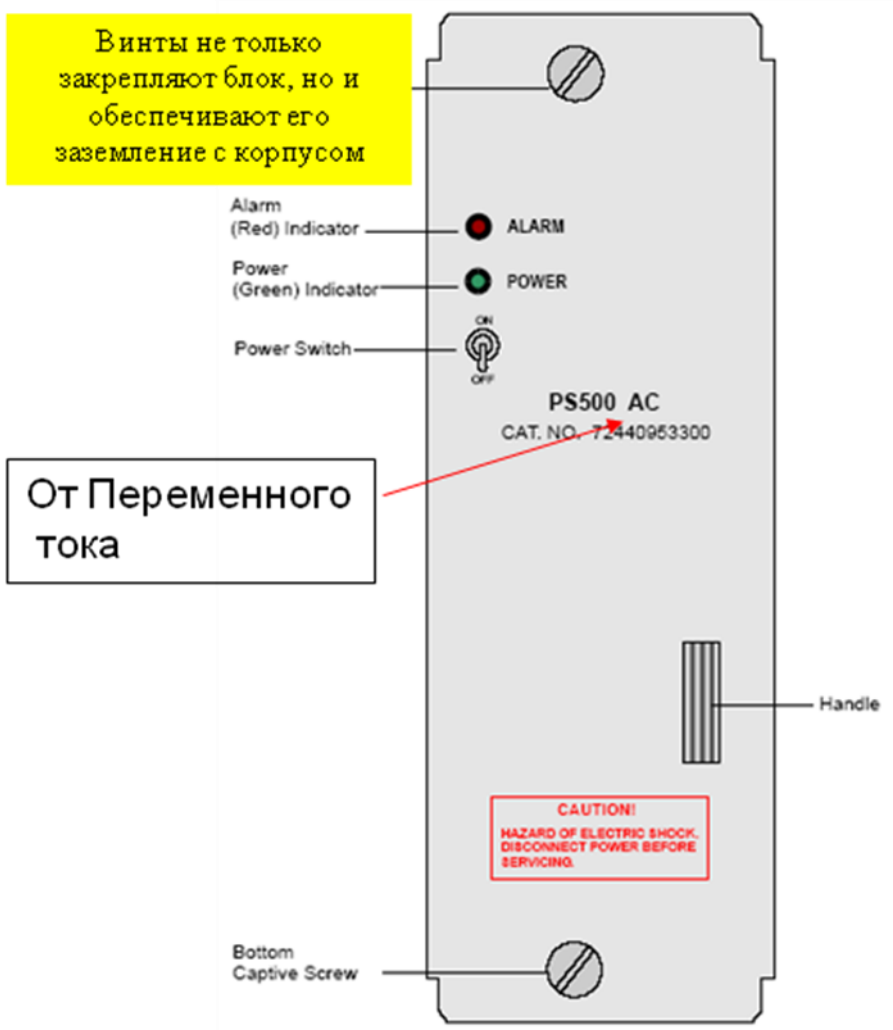 Винты не только
закрепляют блок, но и
обеспечивают его
заземление с корпусом
Alarm
(Red) Indicator
ALARM
Power
(Green) Indicator
POWER
ON
Power Switch
OFF
PS500 AC
CAT. NO. 72440953300
От Переменного
тока
Handle
CAUTION!
HAZARD OF ELECTRIC SHOCK.
DISCONNECT POWER BEFORE
SERVICING.
Bottom
Captive Screw